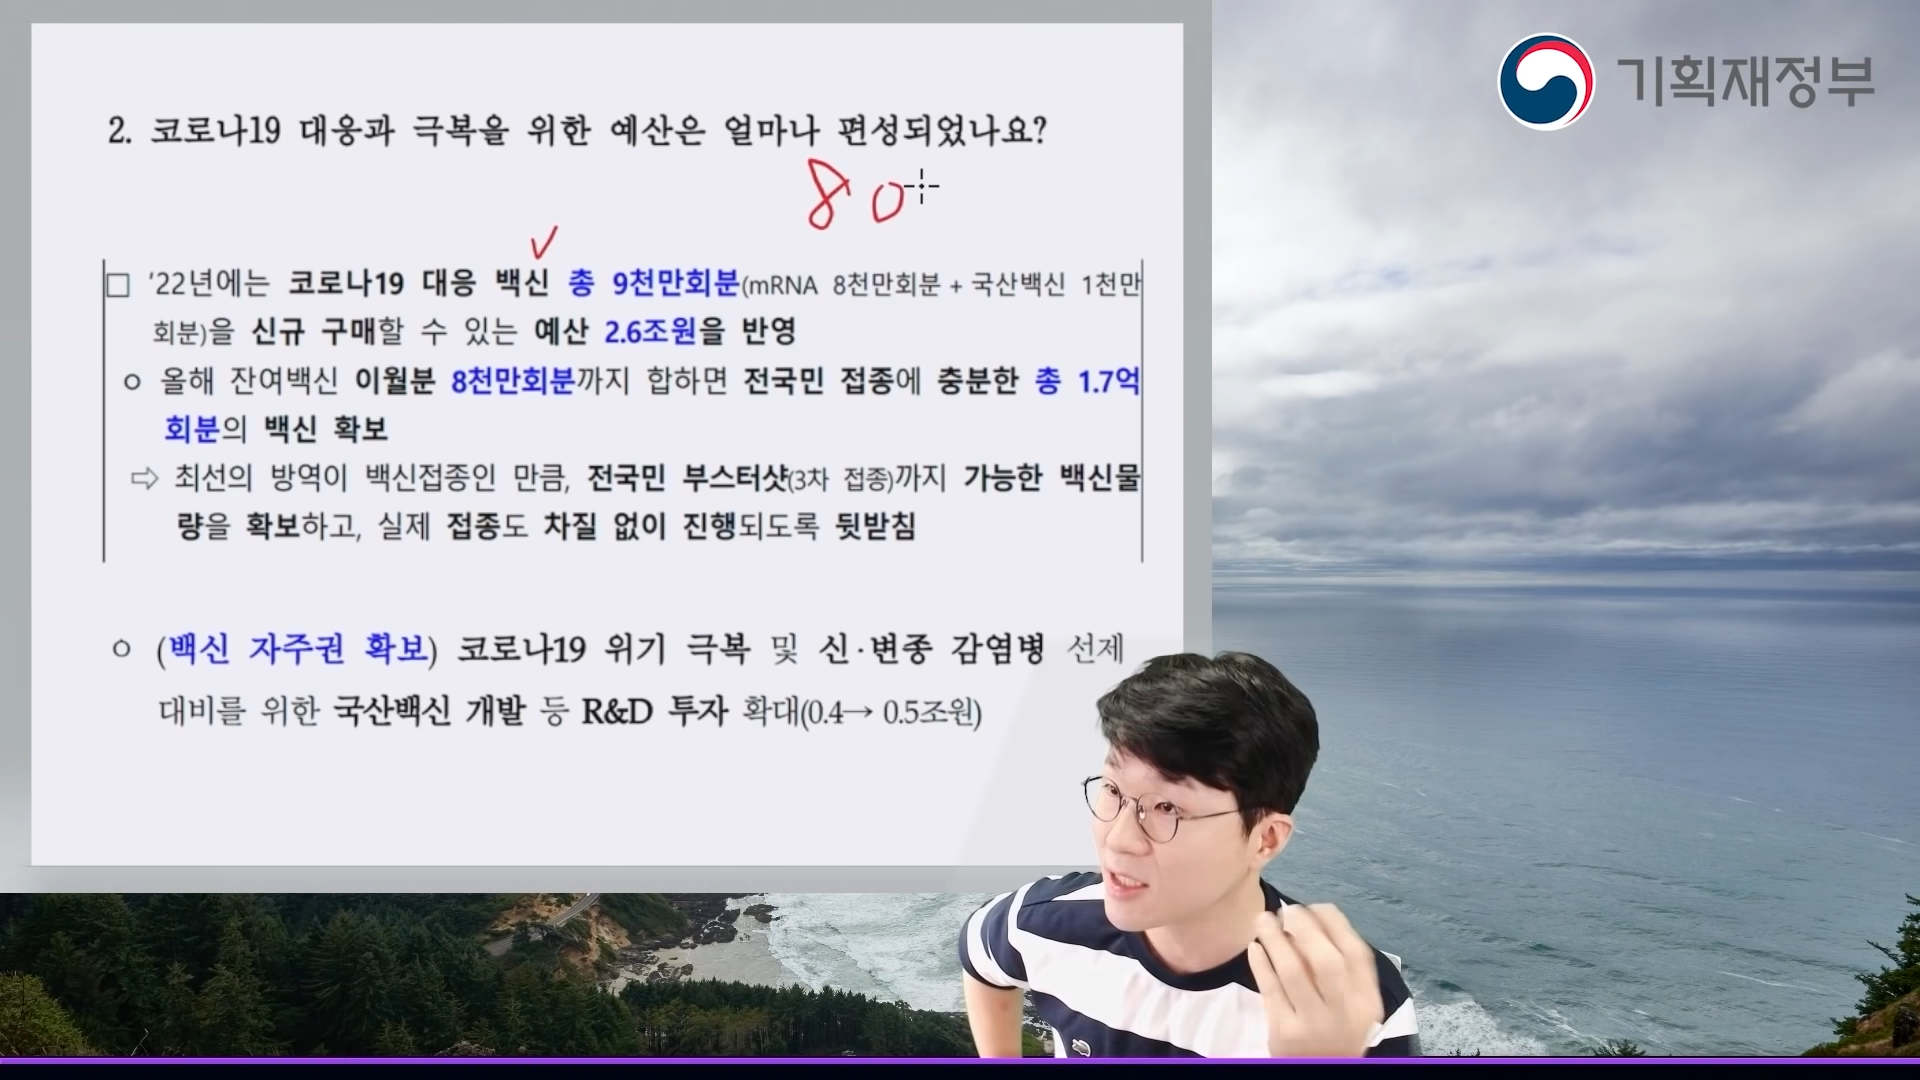 기획재정부
2. 코로나19 대응과 극복을 위한 예산은 얼마나 편성되었나요?
80
□ ’22년에는 코로나19 대응 백신 총 9천만회분(mRNA 8천만회분 + 국산백신 1천만
회분)을 신규 구매할 수 있는 예산 2.6조원을 반영
ㅇ 올해 잔여백신 이월분 8천만회분까지 합하면 전국민 접종에 충분한 총 1.7억
회분의 백신 확보
⇨ 최선의 방역이 백신접종인 만큼, 전국민 부스터샷(3차 접종)까지 가능한 백신물
량을 확보하고, 실제 접종도 차질 없이 진행되도록 뒷받침
ㅇ (백신 자주권 확보) 코로나19 위기 극복 및 신·변종 감염병 선제
대비를 위한 국산백신 개발 등 R&D 투자 확대(0.4→ 0.5조원)